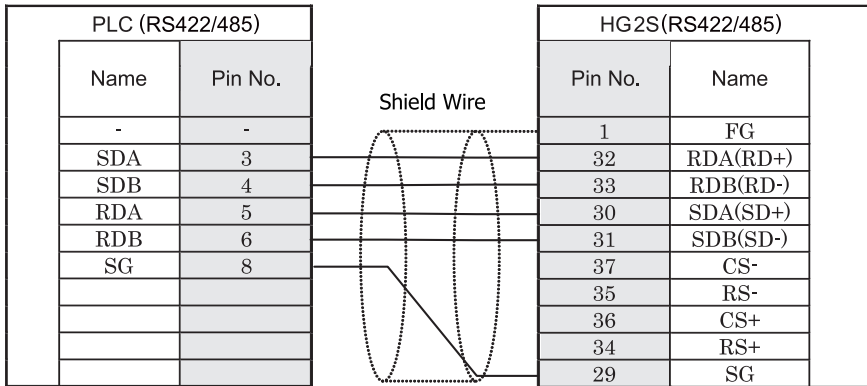 PLC (RS422/485) HG2S(RS422/485)
Name Pin No. Pin No. Name
Shield Wire
- - 1 FG
SDA 3 32 RDA(RD+)
SDB 4 33 RDB(RD-)
RDA 5 30 SDA(SD+)
RDB 6 31 SDB(SD-)
SG 8 37 CS-
35 RS-
36 CS+
34 RS+
29 SG